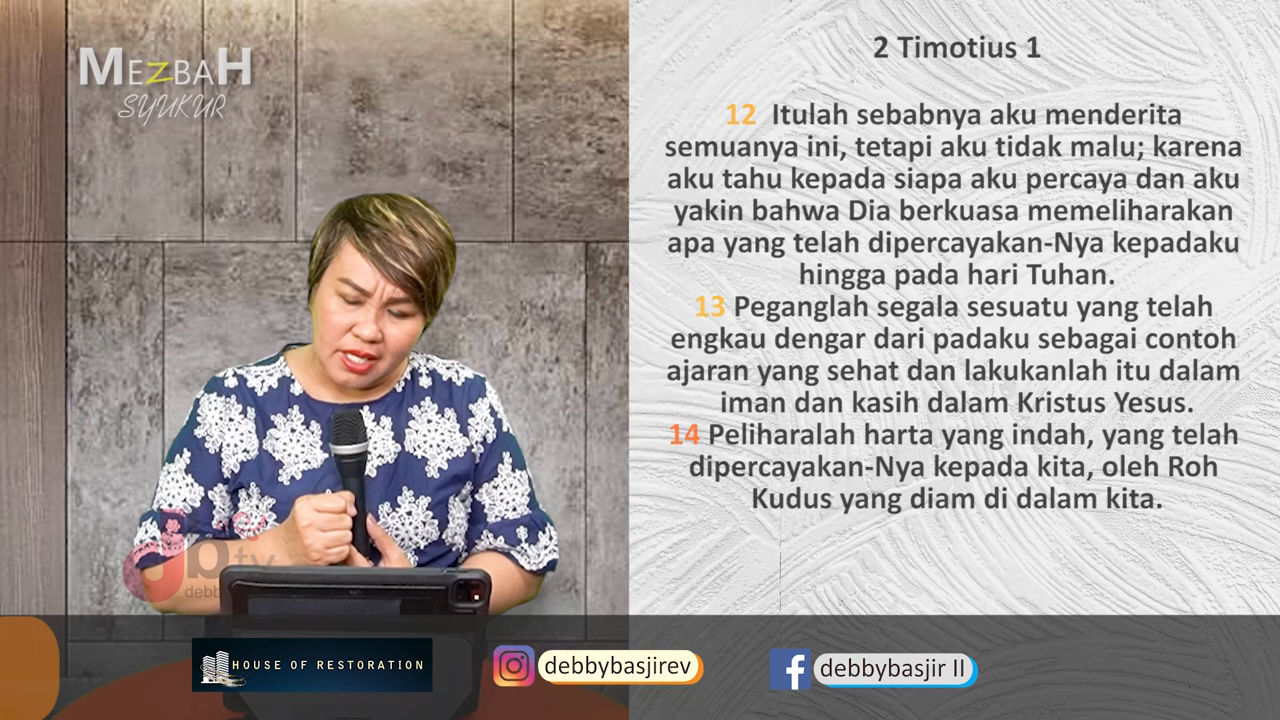 MEZBAH
SYUKUR
2 Timotius 1
12 Itulah sebabnya aku menderita
semuanya ini, tetapi aku tidak malu; karena
aku tahu kepada siapa aku percaya dan aku
yakin bahwa Dia berkuasa memeliharakan
apa yang telah dipercayakan-Nya kepadaku
hingga pada hari Tuhan.
13 Peganglah segala sesuatu yang telah
engkau dengar dari padaku sebagai contoh
ajaran yang sehat dan lakukanlah itu dalam
iman dan kasih dalam Kristus Yesus.
14 Peliharalah harta yang indah, yang telah
dipercayakan-Nya kepada kita, oleh Roh
Kudus yang diam di dalam kita.
tv
HOUSE OF RESTORATION
debbybasjirev
debbybasjir II